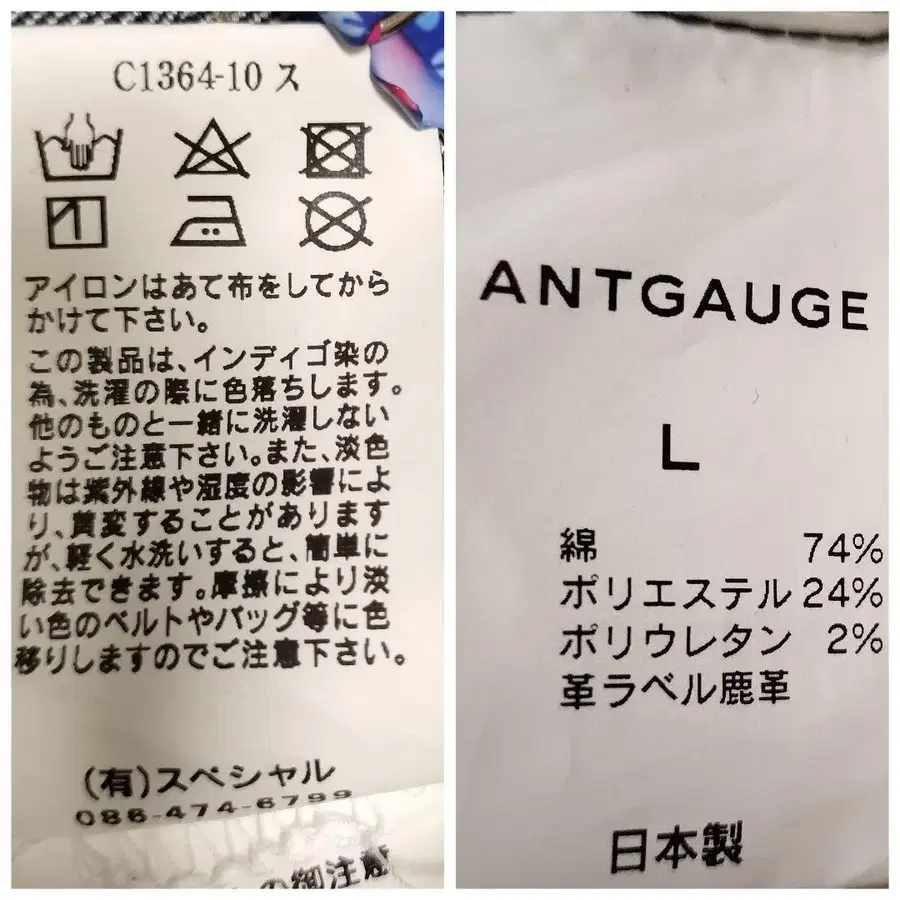 C1364-10 ス
アイロンはあて布をしてから
かけて下さい。
この製品は、インディゴ染の
為、洗濯の際に色落ちします。
他のものと一緒に洗濯しない
ようご注意下さい。また、淡色
物は紫外線や湿度の影響によ
り、黄変することがあります
が、軽く水洗いすると、簡単に
除去できます。摩擦により淡
い色のベルトやバッグ等に色
移りしますのでご注意下さい。
(有)スペシャル
086-474-6799
の御注意
ANTGAUGE
L
綿 74%
ポリエステル 24%
ポリウレタン 2%
革ラベル鹿革
日本製